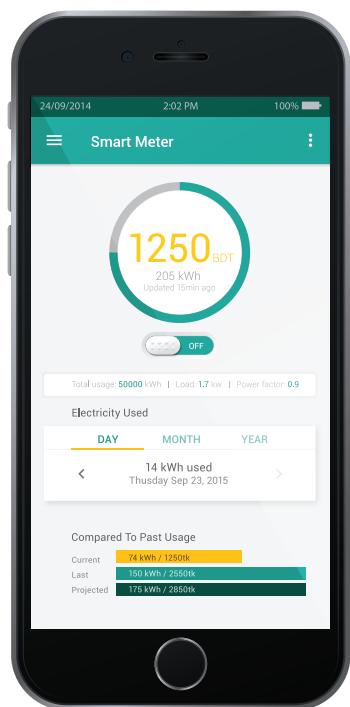 24/09/2014 2:02 PM 100%
Smart Meter
1250 BDT
205 kWh
Updated 15min ago
OFF
Total usage: 50000 kWh | Load: 1.7 kw | Power factor: 0.9
Electricity Used
DAY MONTH YEAR
14 kWh used
Thusday Sep 23, 2015
Compared To Past Usage
Current 74 kWh / 1250tk
Last 150 kWh / 2550tk
Projected 175 kWh / 2850tk